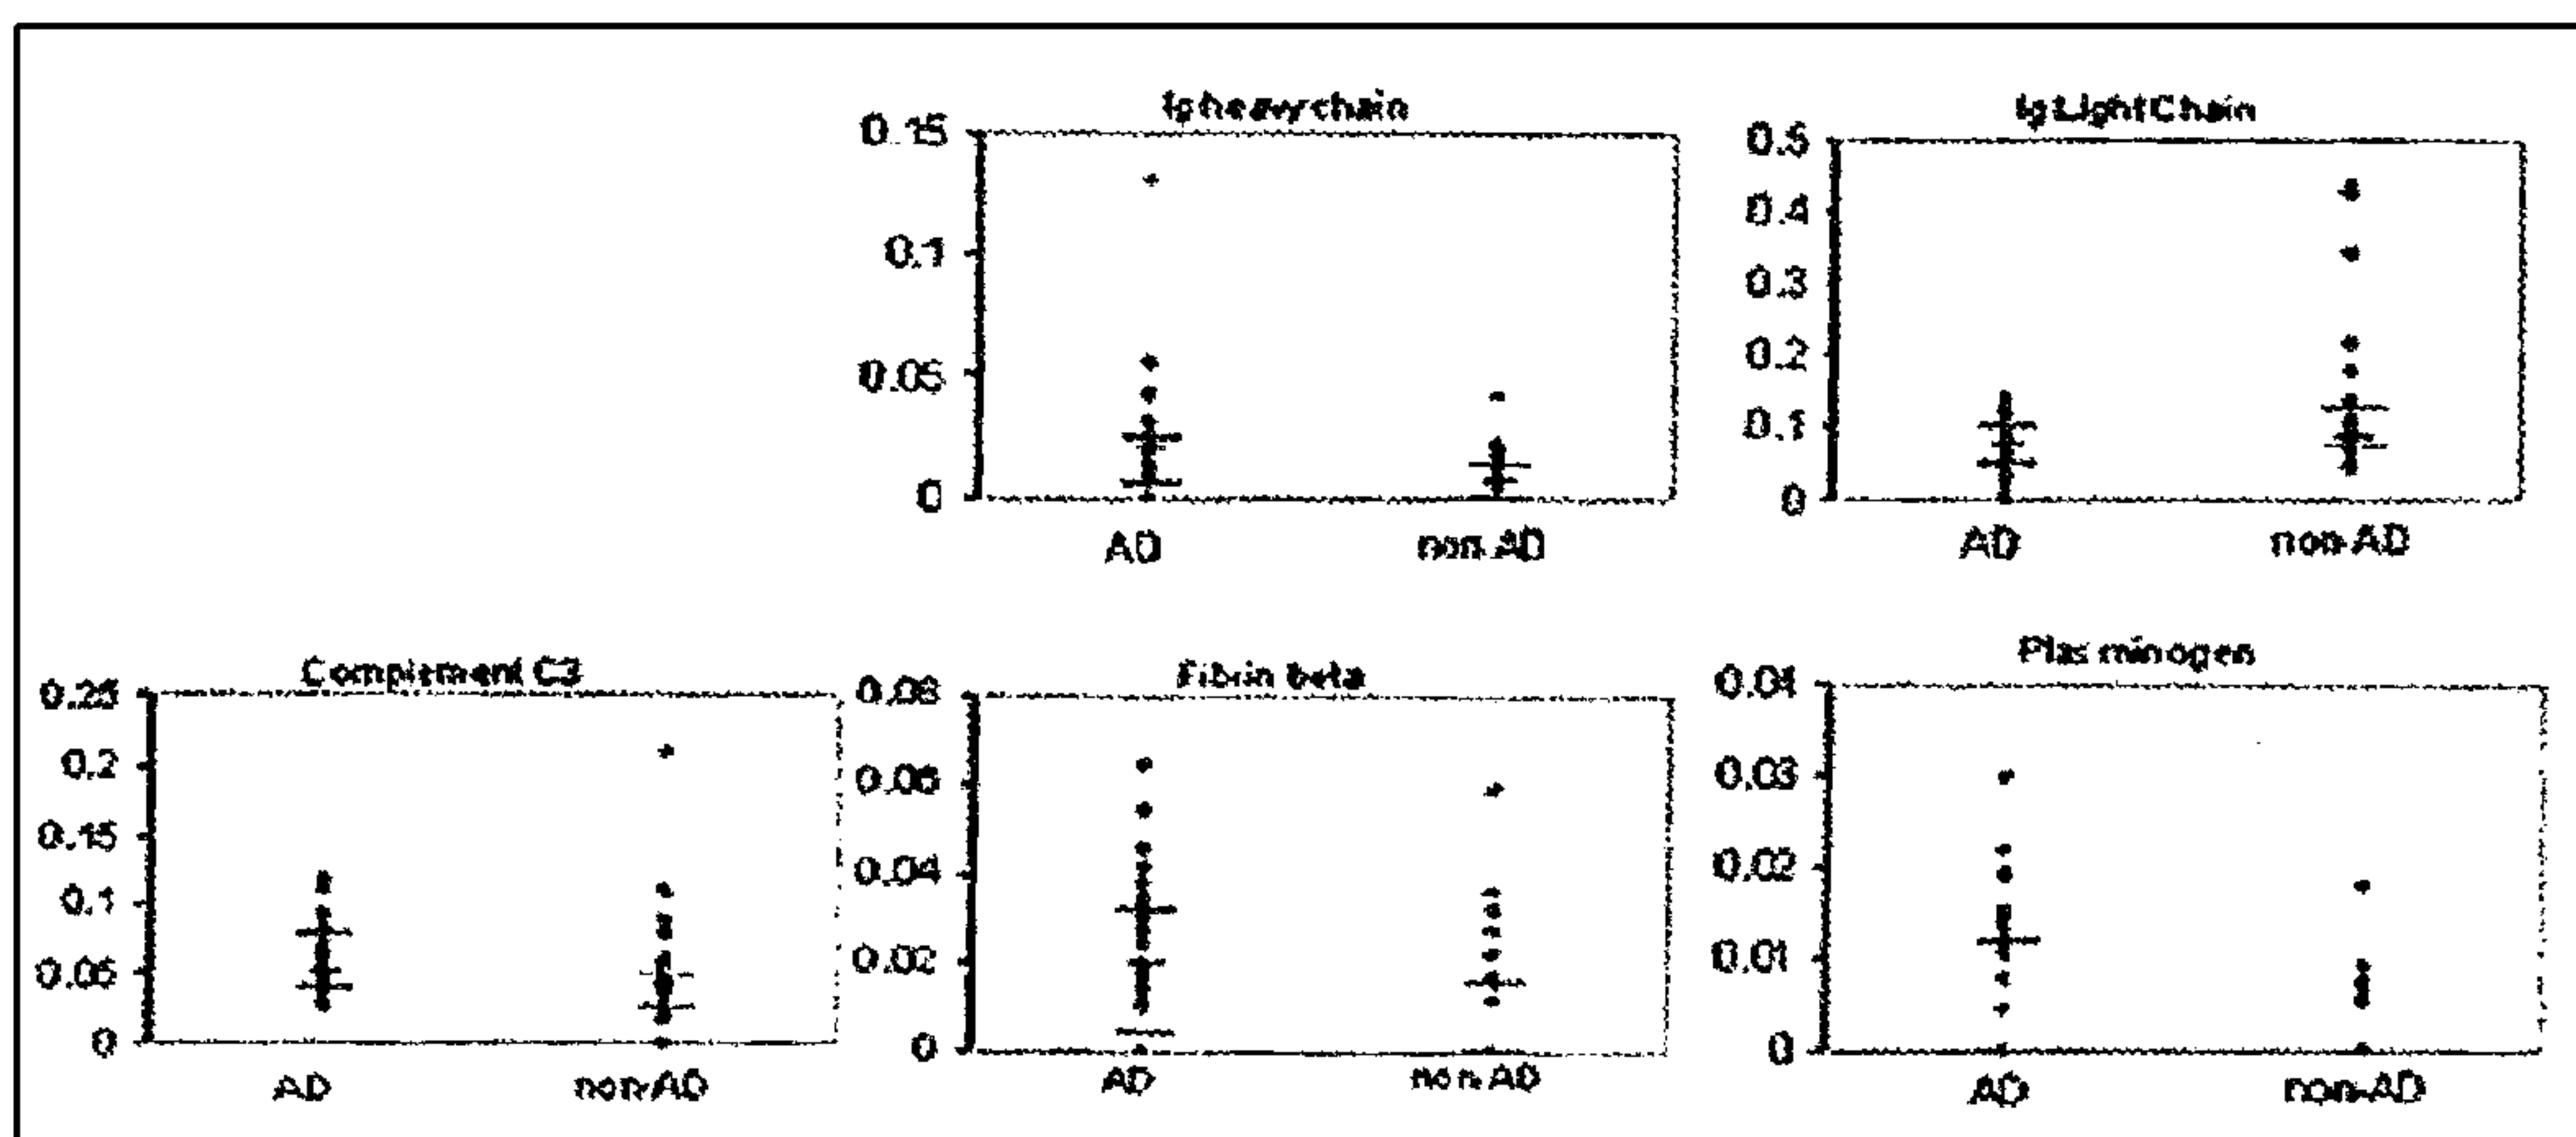 Ig heavy chain
0.15
0.1
0.05
0
AD non-AD
Ig Light Chain
0.5
0.4
0.3
0.2
0.1
0
AD non-AD
Complement C3
0.25
0.2
0.15
0.1
0.05
0
AD non-AD
Fibrin beta
0.08
0.06
0.04
0.02
0
AD non-AD
Plasminogen
0.04
0.03
0.02
0.01
0
AD non-AD